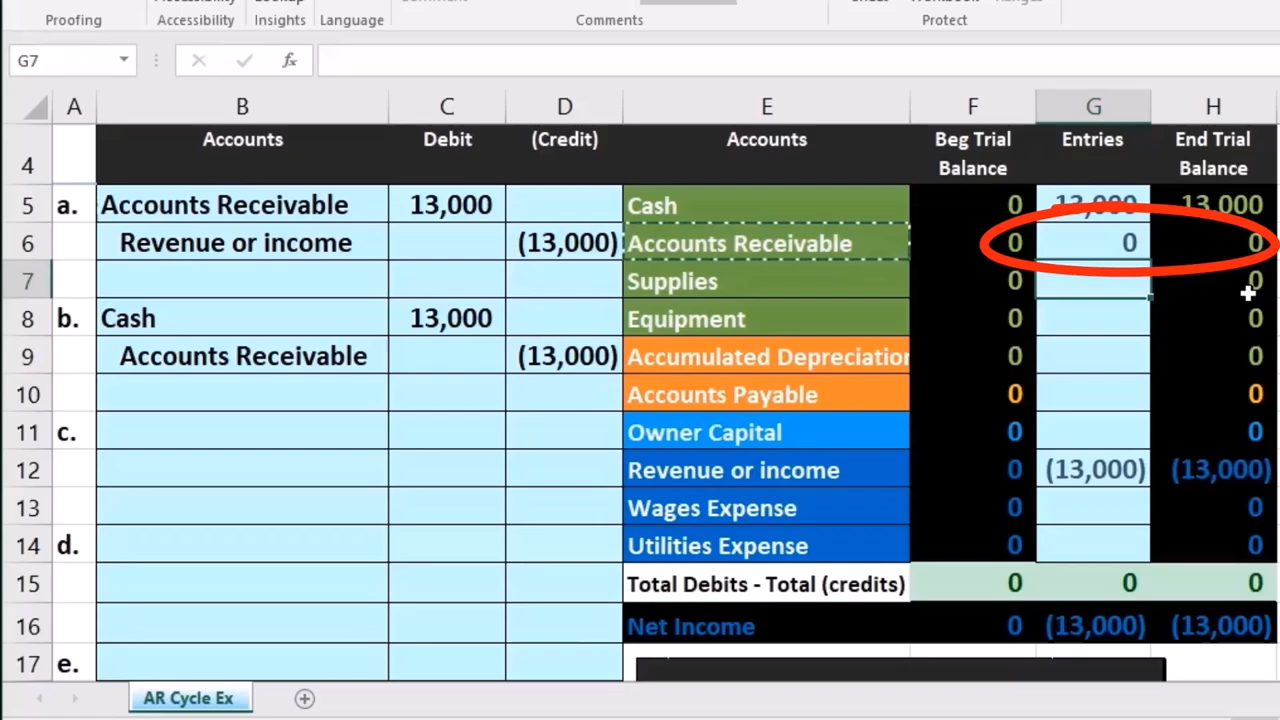 Proofing Accessibility Insights Language Comments Protect
G7 fx
A B C D E F G H
4 Accounts Debit (Credit) Accounts Beg Trial Balance Entries End Trial Balance
5 a. Accounts Receivable 13,000 Cash 0 13,000 13,000
6 Revenue or income (13,000) Accounts Receivable 0 0 0
7 Supplies 0 0
8 b. Cash 13,000 Equipment 0 0
9 Accounts Receivable (13,000) Accumulated Depreciation 0 0
10 Accounts Payable 0 0
11 c. Owner Capital 0 0
12 Revenue or income 0 (13,000) (13,000)
13 Wages Expense 0 0
14 d. Utilities Expense 0 0
15 Total Debits - Total (credits) 0 0 0
16 Net Income 0 (13,000) (13,000)
17 e.
AR Cycle Ex